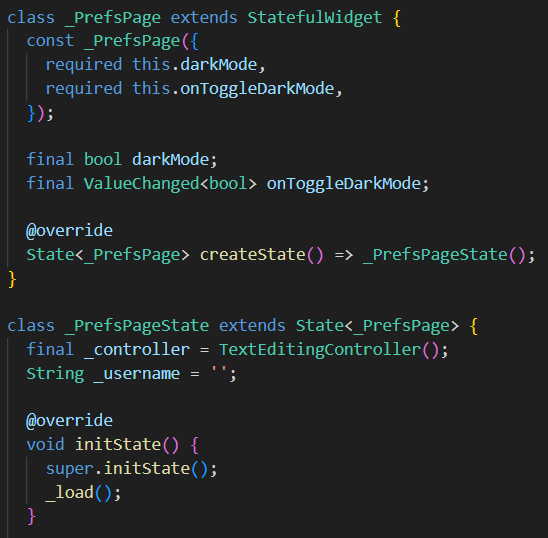 class _PrefsPage extends StatefulWidget {
  const _PrefsPage({
    required this.darkMode,
    required this.onToggleDarkMode,
  });

  final bool darkMode;
  final ValueChanged<bool> onToggleDarkMode;

  @override
  State<_PrefsPage> createState() => _PrefsPageState();
}

class _PrefsPageState extends State<_PrefsPage> {
  final _controller = TextEditingController();
  String _username = '';

  @override
  void initState() {
    super.initState();
    _load();
  }